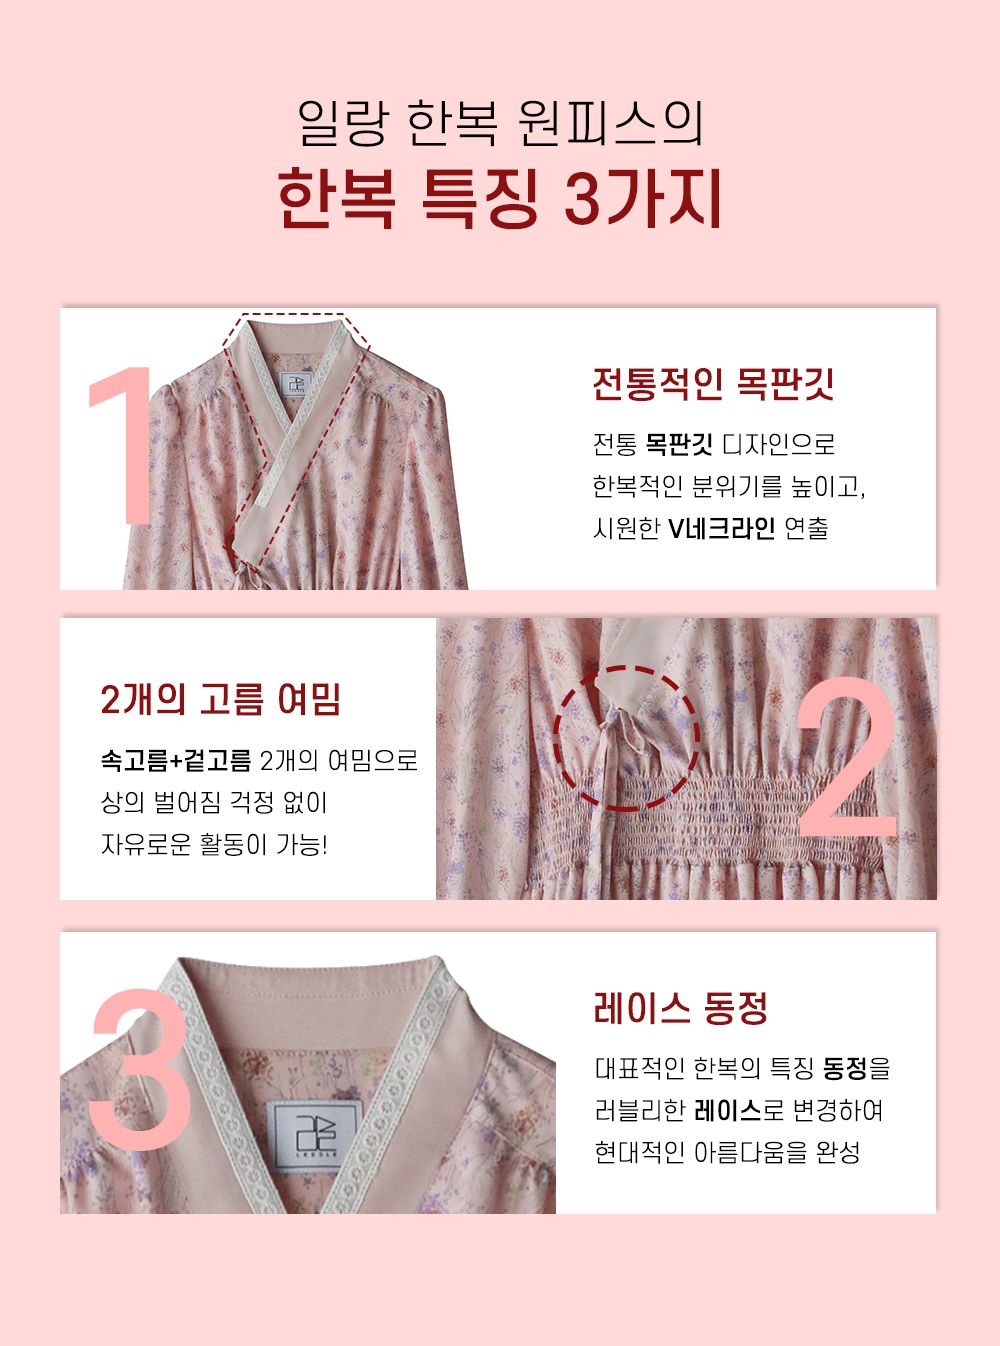 일랑 한복 원피스의
한복 특징 3가지
1
전통적인 목판깃
전통 목판깃 디자인으로
한복적인 분위기를 높이고,
시원한 V네크라인 연출
2개의 고름 여밈
속고름+겉고름 2개의 여밈으로
상의 벌어짐 걱정 없이
자유로운 활동이 가능!
2
3
LEESLE
레이스 동정
대표적인 한복의 특징 동정을
러블리한 레이스로 변경하여
현대적인 아름다움을 완성